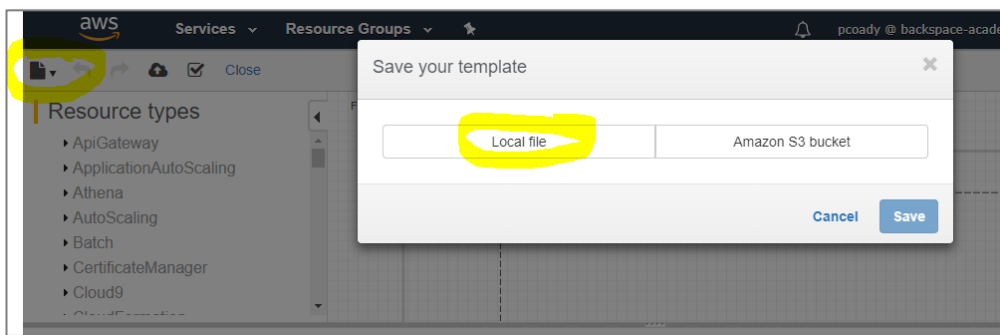 aws Services Resource Groups pcoady @ backspace-acade
Close
Save your template
Resource types
ApiGateway
Local file Amazon S3 bucket
ApplicationAutoScaling
Athena
AutoScaling
Cancel Save
Batch
CertificateManager
Cloud9
CloudFormation